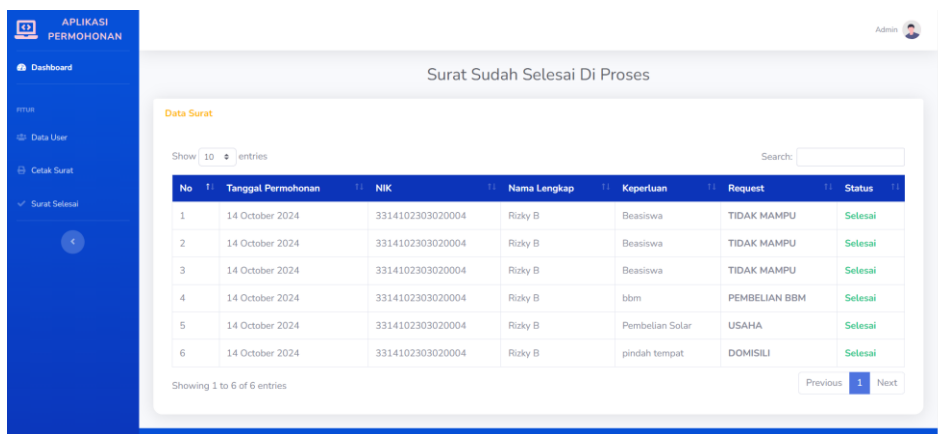 APLIKASI
PERMOHONAN
Admin
Dashboard
Surat Sudah Selesai Di Proses
FITUR
Data Surat
Data User
Show 10 entries Search:
Cetak Surat
No Tanggal Permohonan NIK Nama Lengkap Keperluan Request Status
Surat Selesai
1 14 October 2024 3314102303020004 Rizky B Beasiswa TIDAK MAMPU Selesai
2 14 October 2024 3314102303020004 Rizky B Beasiswa TIDAK MAMPU Selesai
3 14 October 2024 3314102303020004 Rizky B Beasiswa TIDAK MAMPU Selesai
4 14 October 2024 3314102303020004 Rizky B bbm PEMBELIAN BBM Selesai
5 14 October 2024 3314102303020004 Rizky B Pembelian Solar USAHA Selesai
6 14 October 2024 3314102303020004 Rizky B pindah tempat DOMISILI Selesai
Showing 1 to 6 of 6 entries Previous 1 Next